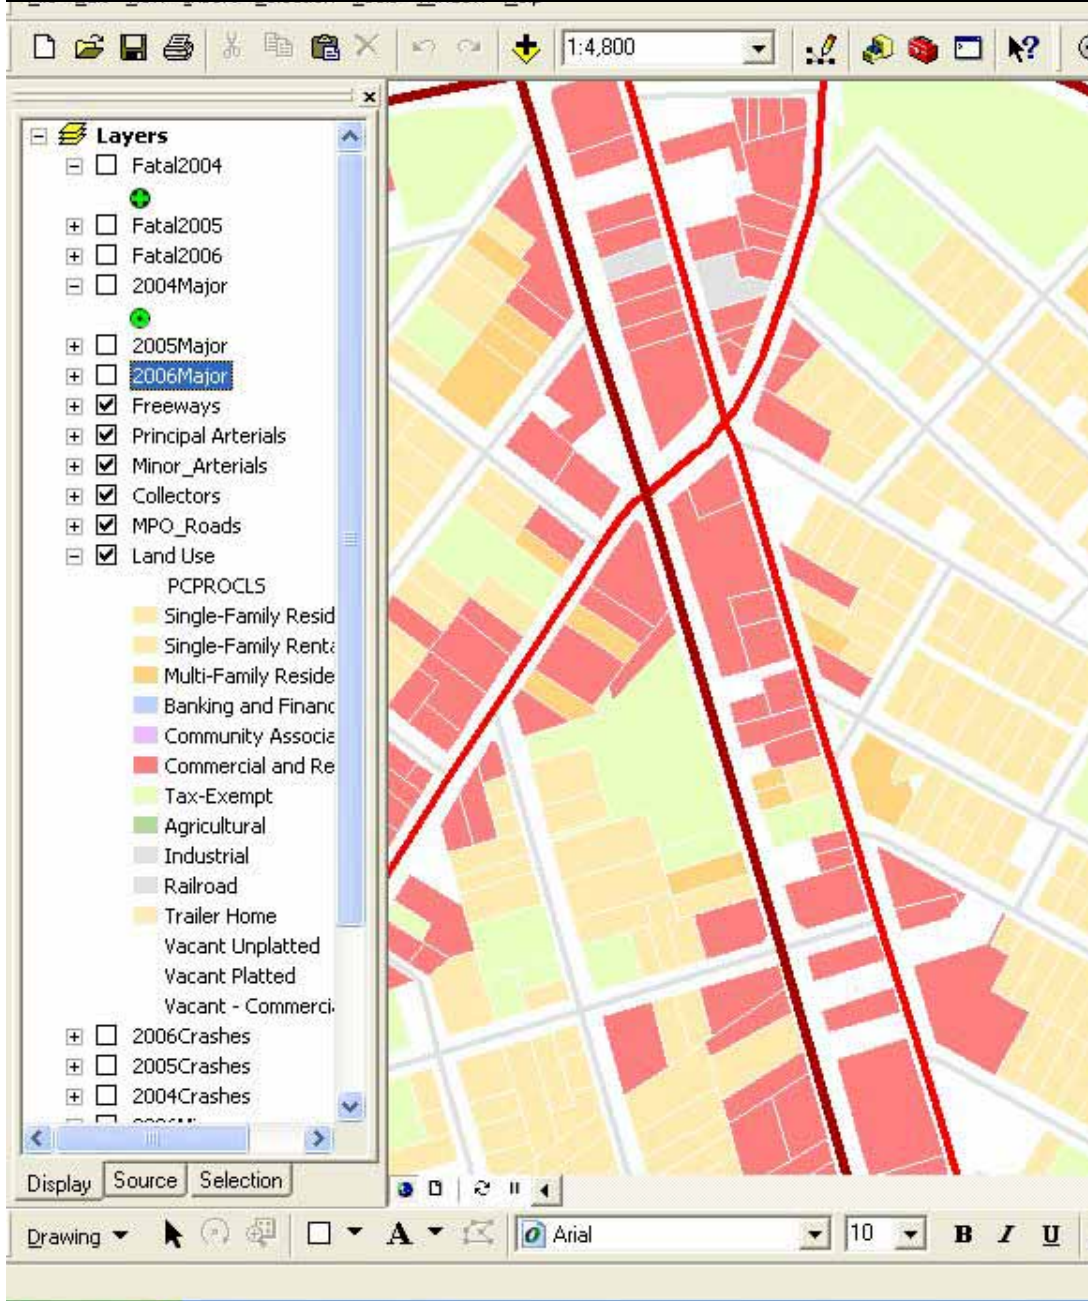 1:4,800
Layers
Fatal2004
Fatal2005
Fatal2006
2004Major
2005Major
2006Major
Freeways
Principal Arterials
Minor_Arterials
Collectors
MPO_Roads
Land Use
PCPROCLS
Single-Family Resid
Single-Family Renta
Multi-Family Reside
Banking and Financ
Community Associa
Commercial and Re
Tax-Exempt
Agricultural
Industrial
Railroad
Trailer Home
Vacant Unplatted
Vacant Platted
Vacant - Commerci
2006Crashes
2005Crashes
2004Crashes
Display Source Selection
Drawing A Arial 10 B I U